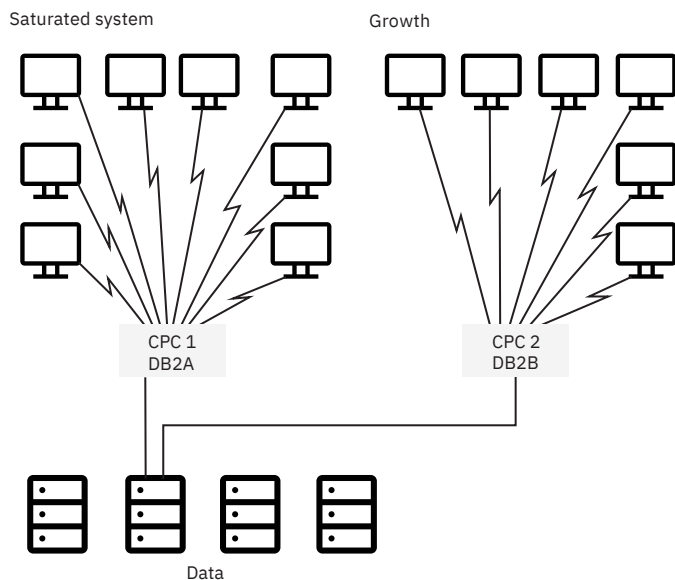 Saturated system
Growth
CPC 1
DB2A
CPC 2
DB2B
Data